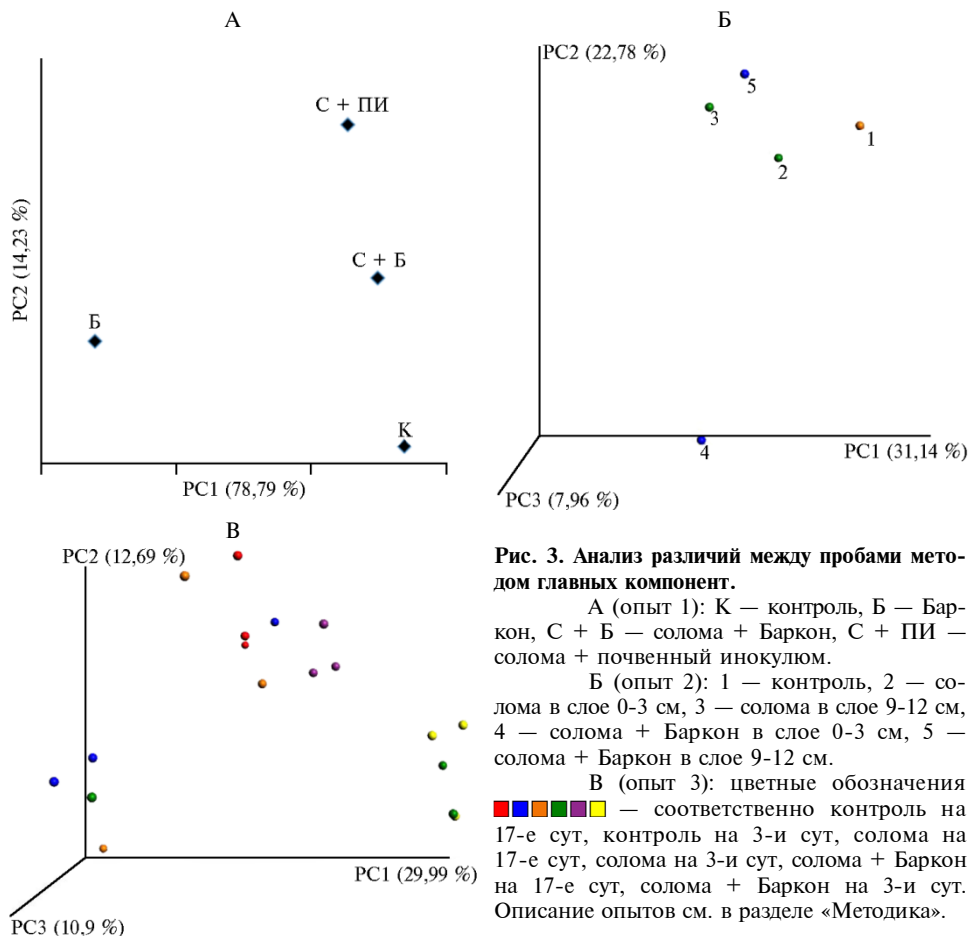 А
PC2 (14,23 %)
С + ПИ
С + Б
Б
К
PC1 (78,79 %)
Б
PC2 (22,78 %)
5
3
1
2
4
PC1 (31,14 %)
PC3 (7,96 %)
В
PC2 (12,69 %)
PC1 (29,99 %)
PC3 (10,9 %)
Рис. 3. Анализ различий между пробами мето-
дом главных компонент.
А (опыт 1): К — контроль, Б — Бар-
кон, С + Б — солома + Баркон, С + ПИ —
солома + почвенный инокулюм.
Б (опыт 2): 1 — контроль, 2 — со-
лома в слое 0-3 см, 3 — солома в слое 9-12 см,
4 — солома + Баркон в слое 0-3 см, 5 —
солома + Баркон в слое 9-12 см.
В (опыт 3): цветные обозначения
— соответственно контроль на
17-е сут, контроль на 3-и сут, солома на
17-е сут, солома на 3-и сут, солома + Баркон
на 17-е сут, солома + Баркон на 3-и сут.
Описание опытов см. в разделе «Методика».